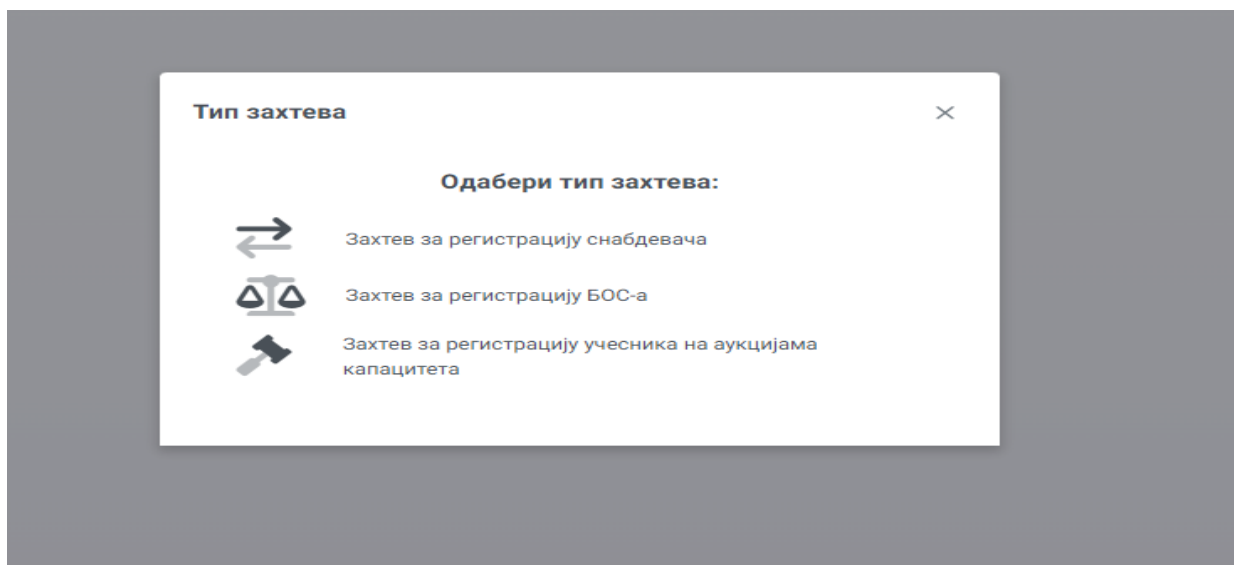 Тип захтева
Одабери тип захтева:
Захтев за регистрацију снабдевача
Захтев за регистрацију БОС-а
Захтев за регистрацију учесника на аукцијама
капацитета